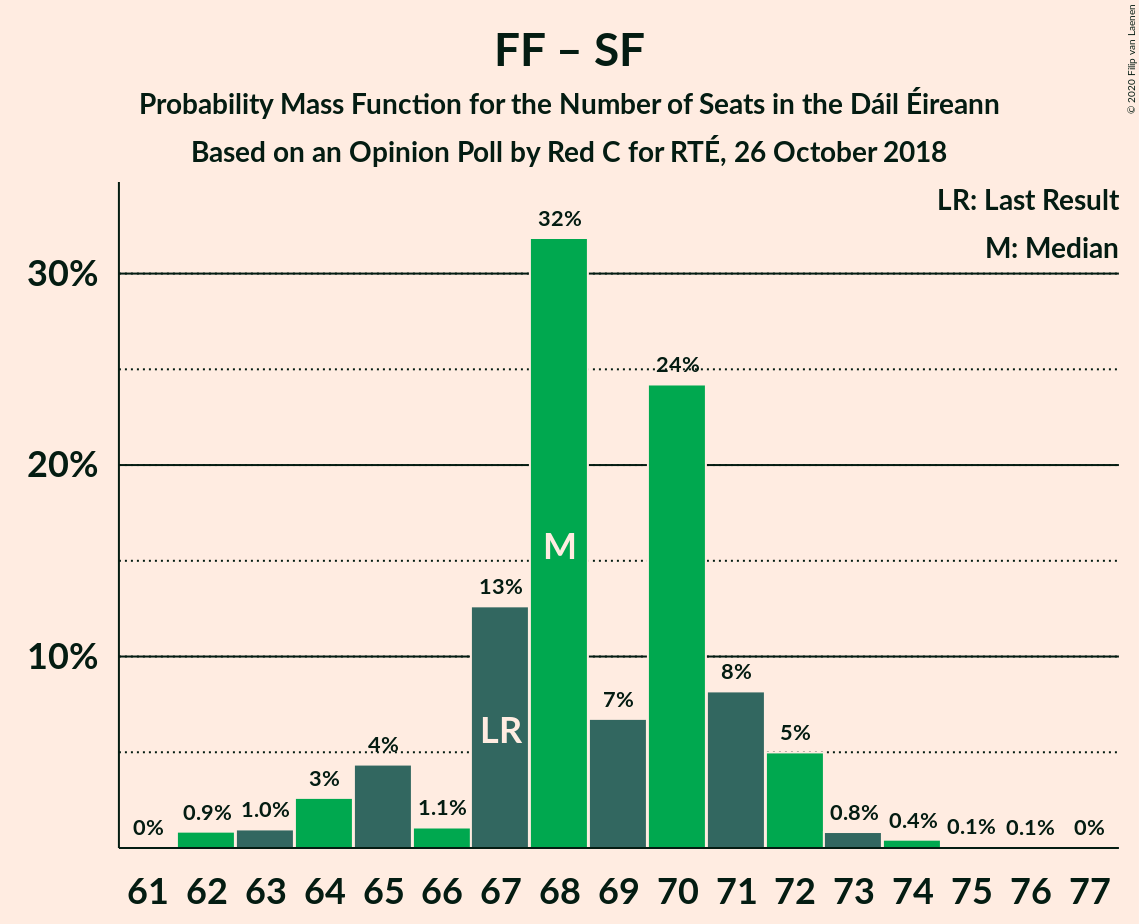 FF – SF
Probability Mass Function for the Number of Seats in the Dáil Éireann
Based on an Opinion Poll by Red C for RTÉ, 26 October 2018
© 2020 Filip van Laenen
LR: Last Result
M: Median
30%
20%
10%
0%
0.9%
1.0%
3%
4%
1.1%
13%
32%
7%
24%
8%
5%
0.8%
0.4%
0.1%
0.1%
0%
LR
M
61 62 63 64 65 66 67 68 69 70 71 72 73 74 75 76 77